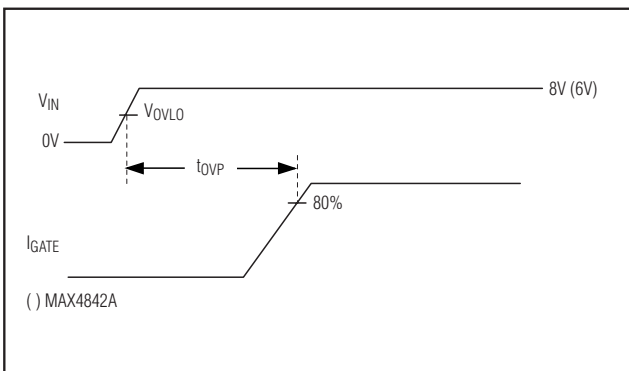 8V (6V)
VIN
VOVLO
0V
tOVP
80%
IGATE
( ) MAX4842A